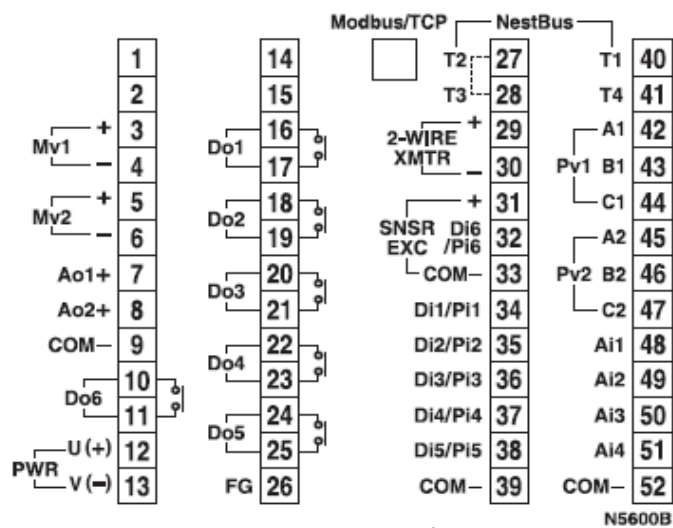 Modbus/TCP NestBus
1 14 T2 27 T1 40
2 15 T3 28 T4 41
+ 3 16 + 29 A1 42
Mv1 Do1 2-WIRE XMTR Pv1
− 4 17 − 30 B1 43
+ 5 18 + 31 C1 44
Mv2 Do2 SNSR EXC
− 6 19 Di6/Pi6 32 A2 45
Ao1+ 7 20 COM− 33 Pv2 B2 46
Do3
Ao2+ 8 21 Di1/Pi1 34 C2 47
COM− 9 22 Di2/Pi2 35 Ai1 48
Do4
10 23 Di3/Pi3 36 Ai2 49
Do6
11 24 Di4/Pi4 37 Ai3 50
Do5
U(+) 12 25 Di5/Pi5 38 Ai4 51
PWR
V(−) 13 FG 26 COM− 39 COM− 52
N5600B